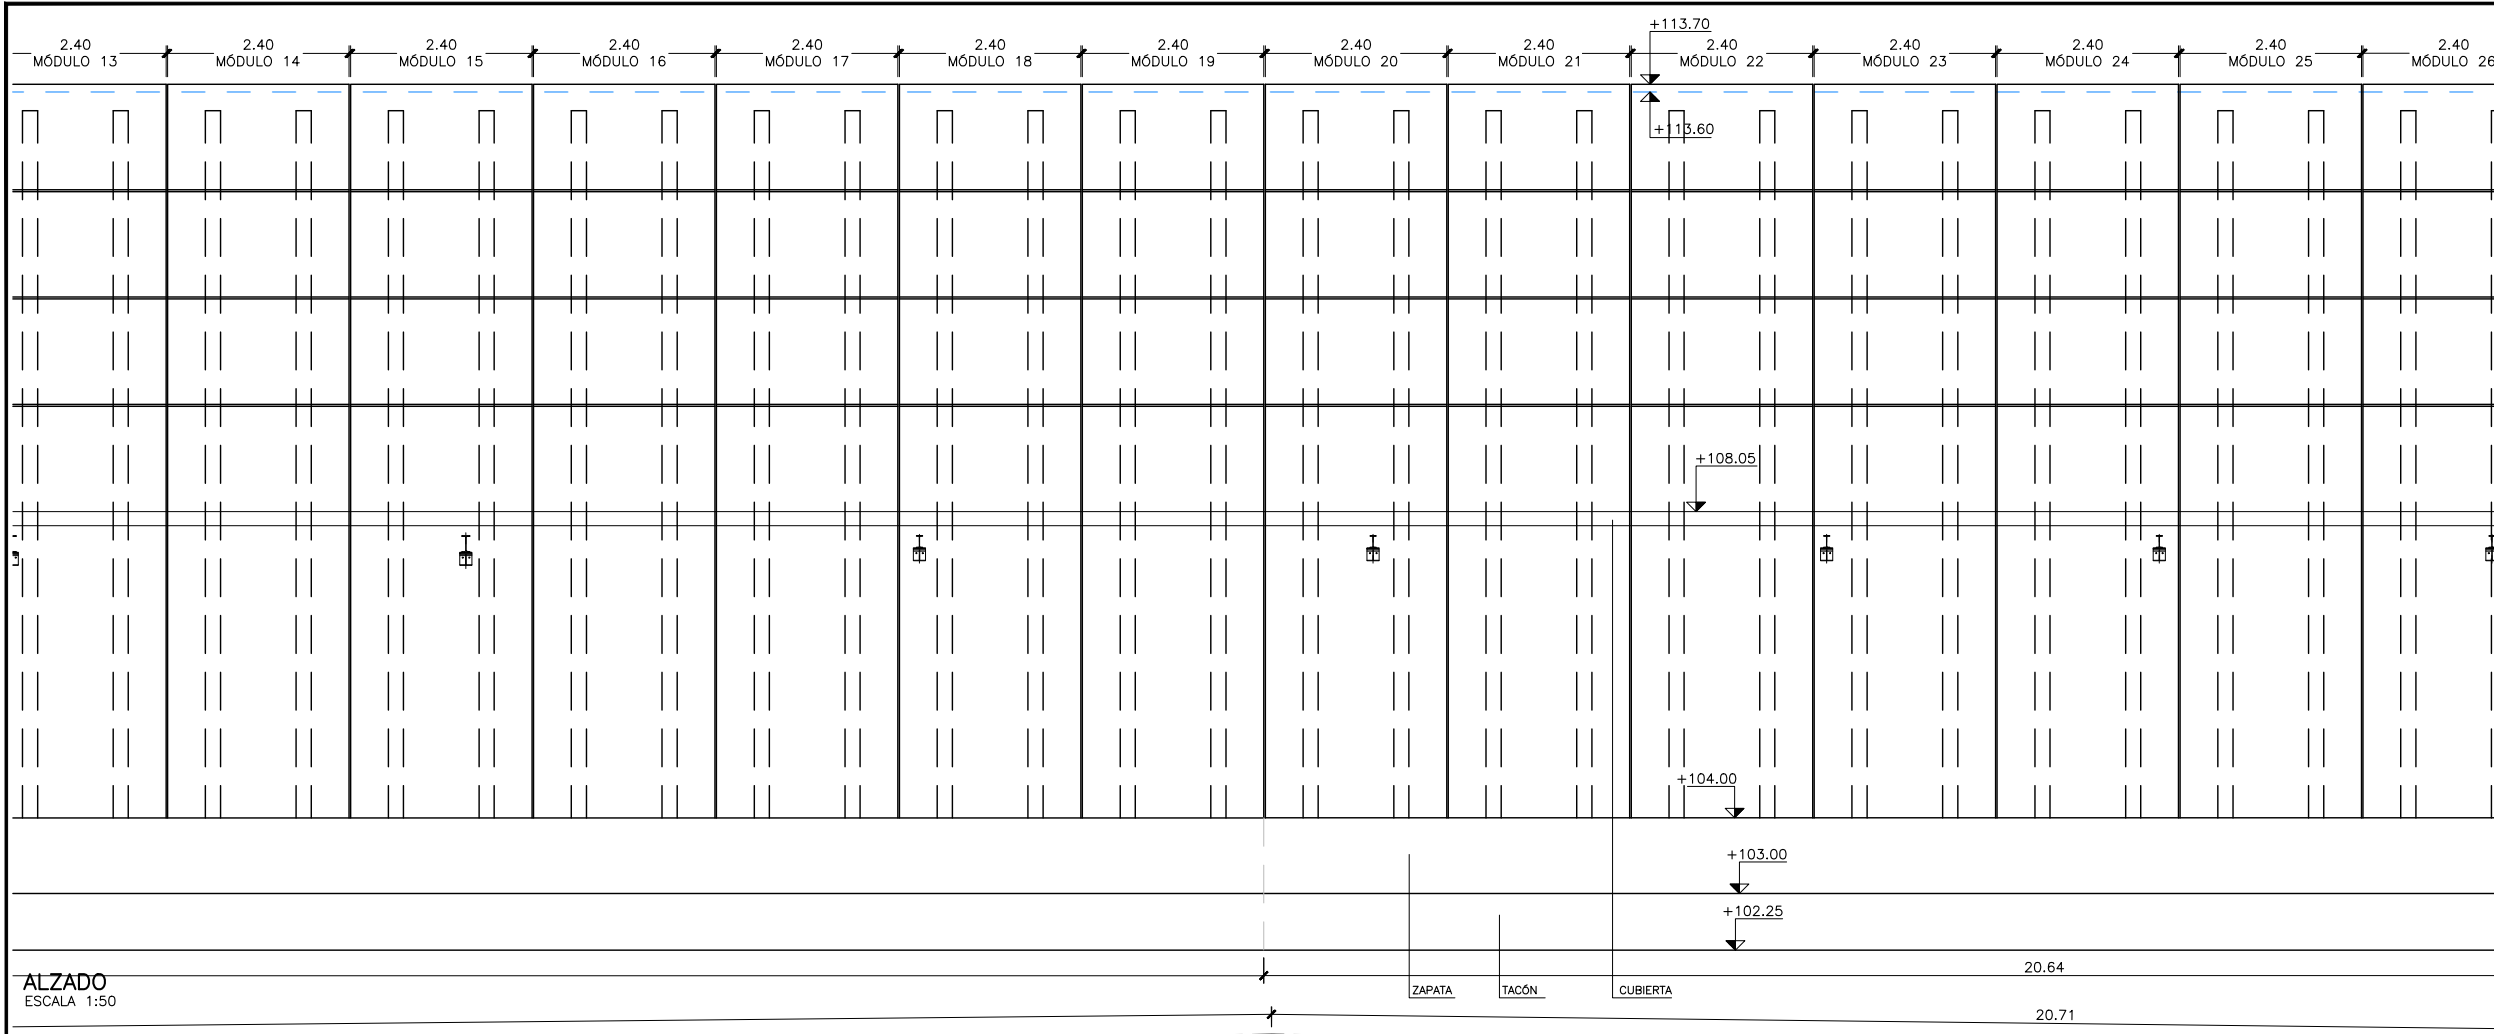 +113.70
2.40
MÓDULO 13
2.40
MÓDULO 14
2.40
MÓDULO 15
2.40
MÓDULO 16
2.40
MÓDULO 17
2.40
MÓDULO 18
2.40
MÓDULO 19
2.40
MÓDULO 20
2.40
MÓDULO 21
2.40
MÓDULO 22
2.40
MÓDULO 23
2.40
MÓDULO 24
2.40
MÓDULO 25
2.40
MÓDULO 26
+113.60
+108.05
+104.00
+103.00
+102.25
20.64
ALZADO
ESCALA 1:50
ZAPATA
TACÓN
CUBIERTA
20.71